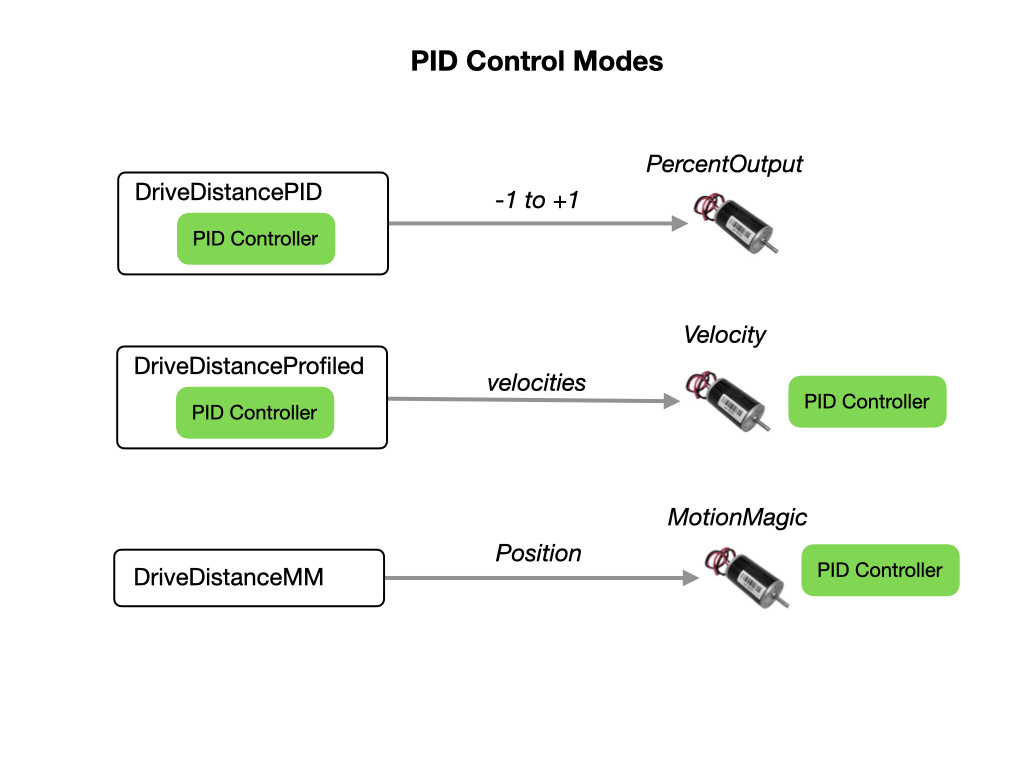 PID Control Modes
PercentOutput
DriveDistancePID
-1 to +1
PID Controller
Velocity
DriveDistanceProfiled
velocities
PID Controller
PID Controller
MotionMagic
Position
DriveDistanceMM
PID Controller